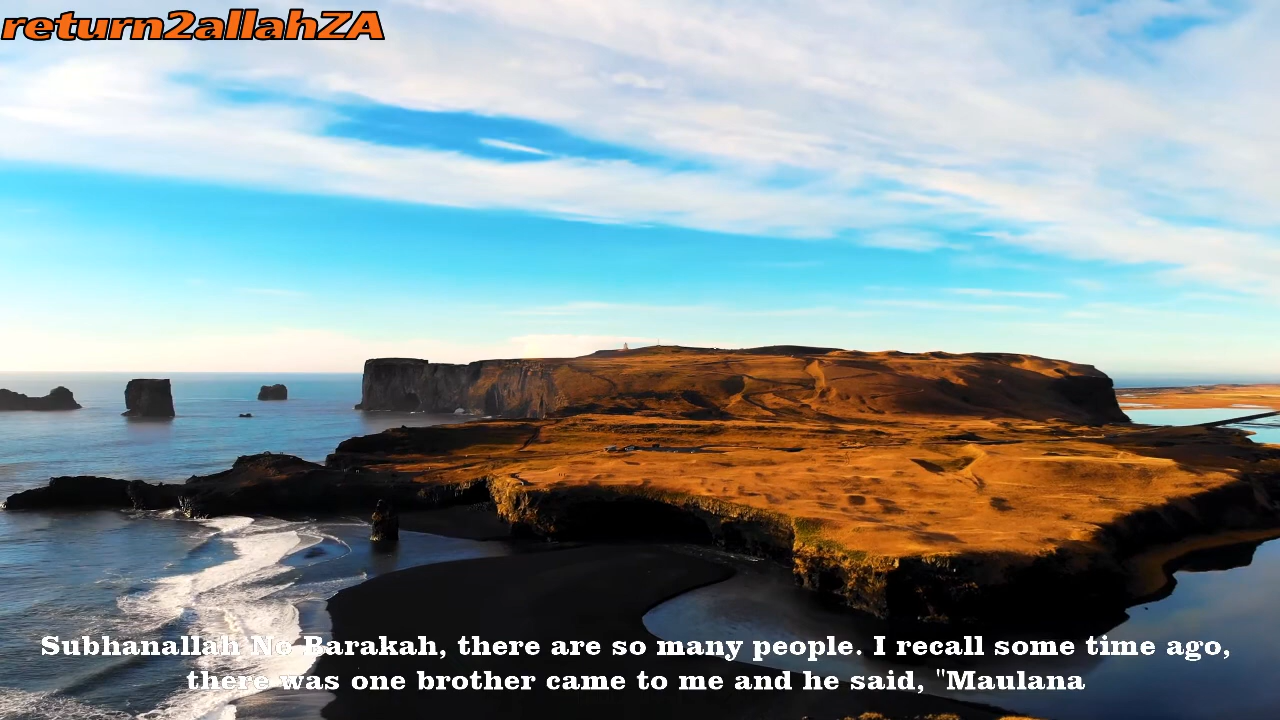 return2allahZA
Subhanallah No Barakah, there are so many people. I recall some time ago,
there was one brother came to me and he said, "Maulana